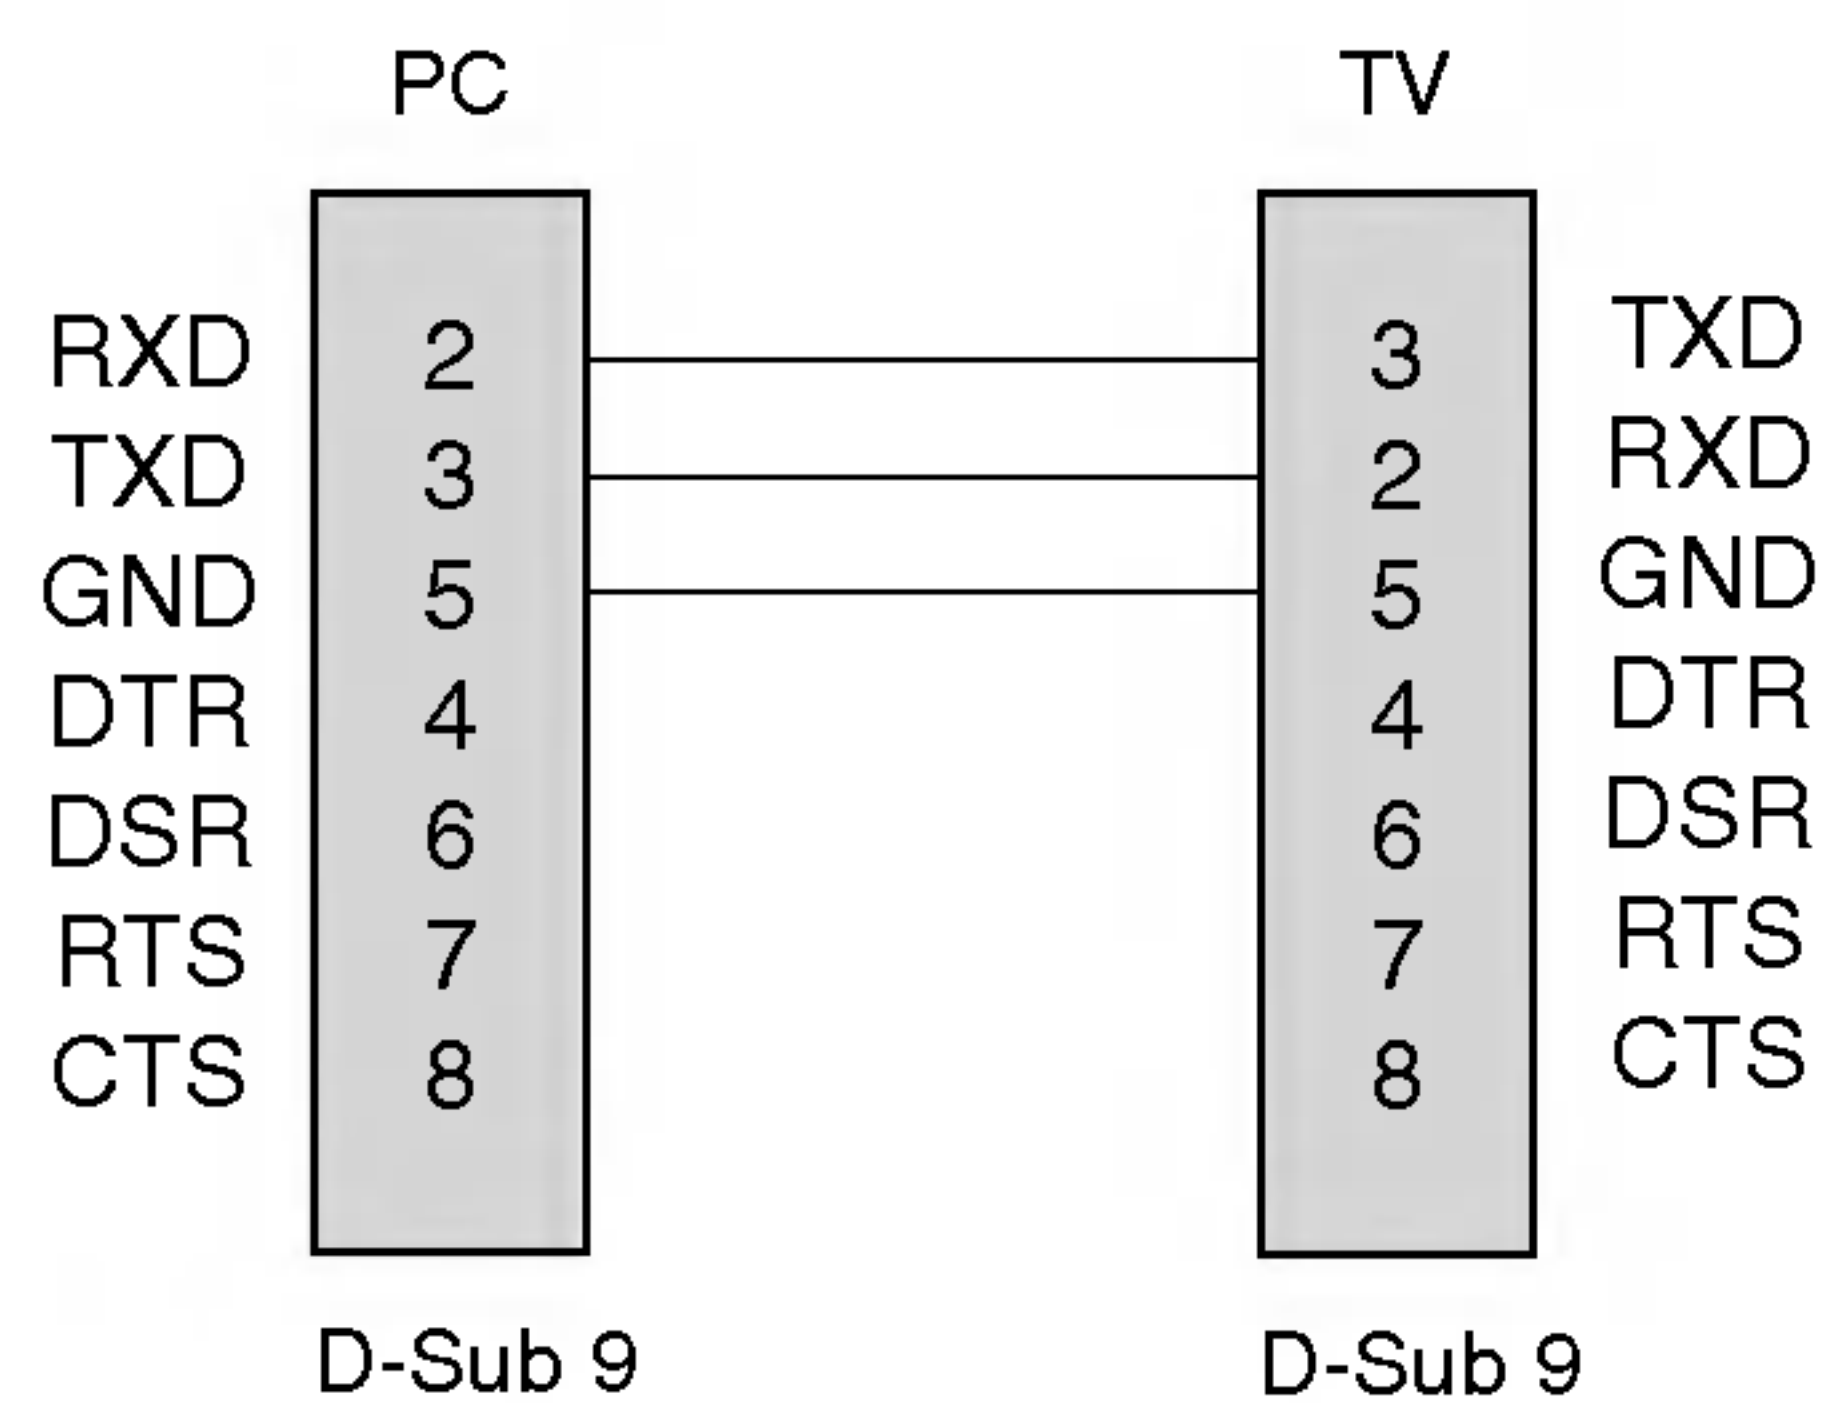 PC TV
RXD 2 3 TXD
TXD 3 2 RXD
GND 5 5 GND
DTR 4 4 DTR
DSR 6 6 DSR
RTS 7 7 RTS
CTS 8 8 CTS
D-Sub 9 D-Sub 9